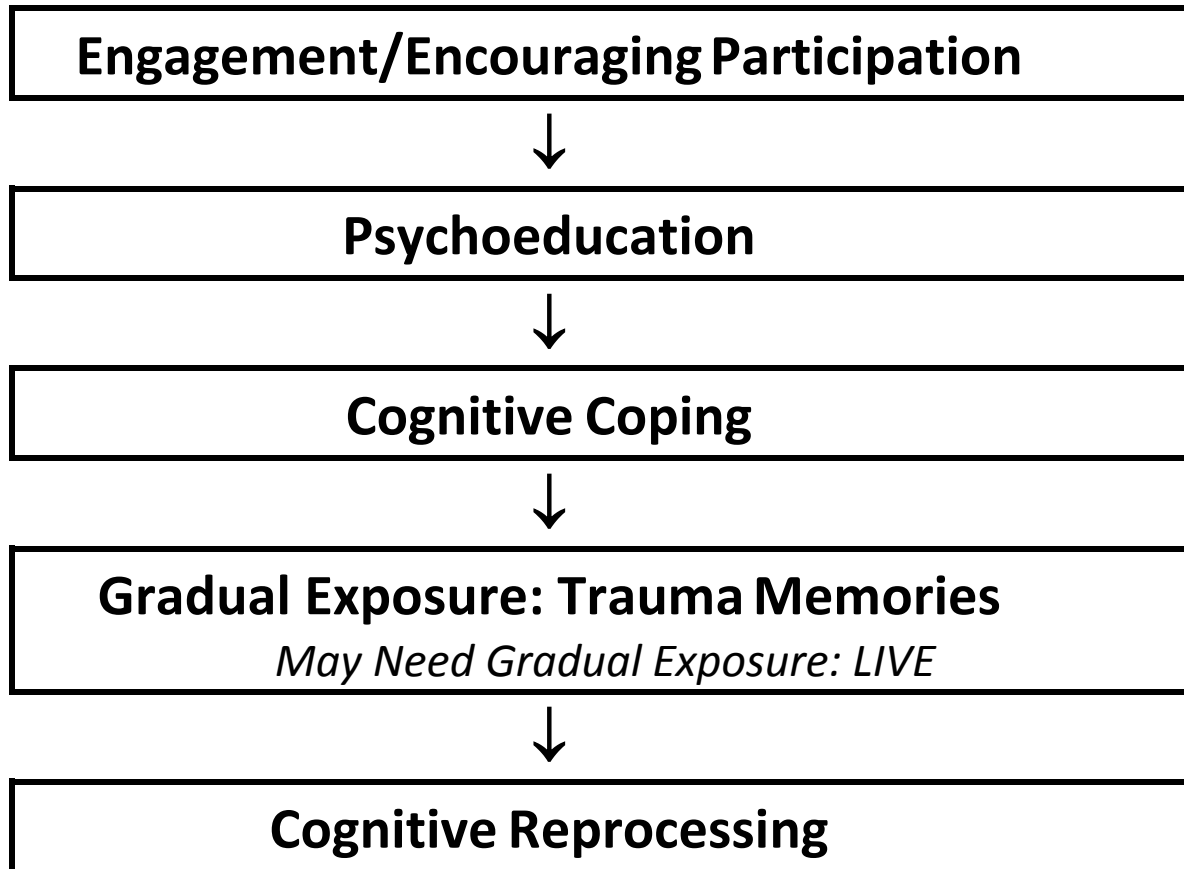 Engagement/Encouraging Participation
↓
Psychoeducation
↓
Cognitive Coping
↓
Gradual Exposure: Trauma Memories
May Need Gradual Exposure: LIVE
↓
Cognitive Reprocessing